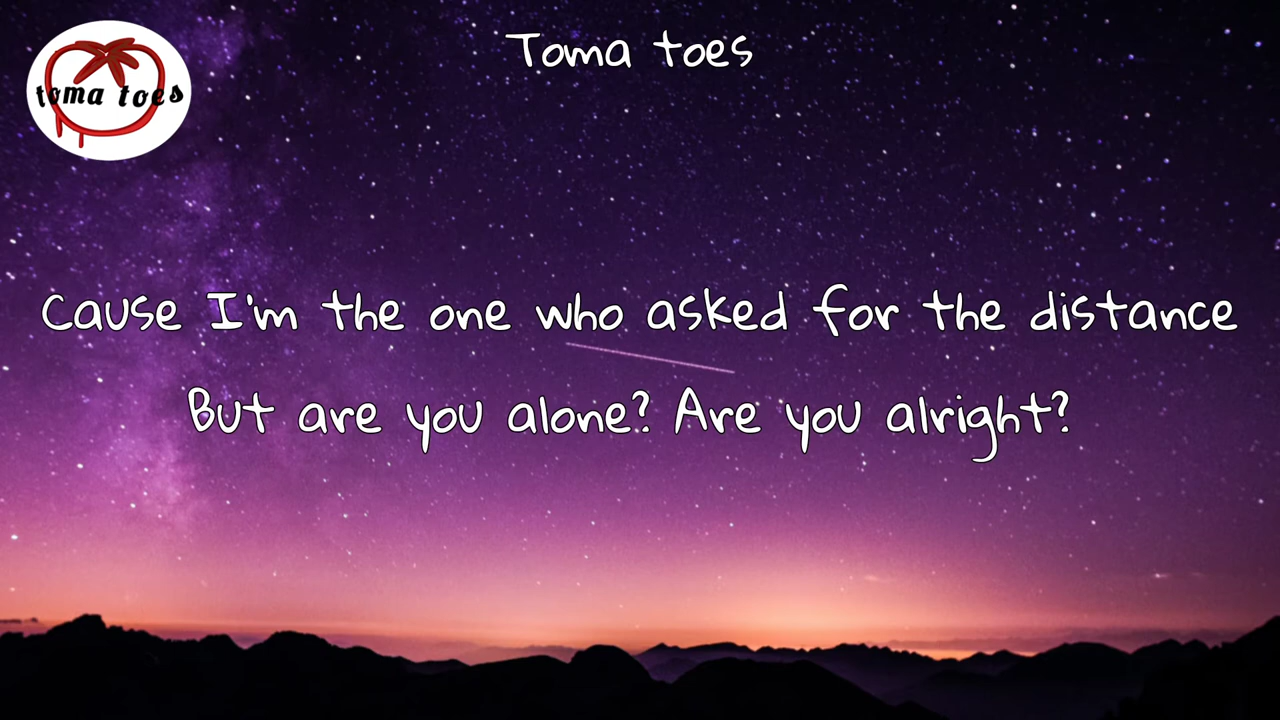 toma toes
Toma toes
Cause I'm the one who asked for the distance
But are you alone? Are you alright?